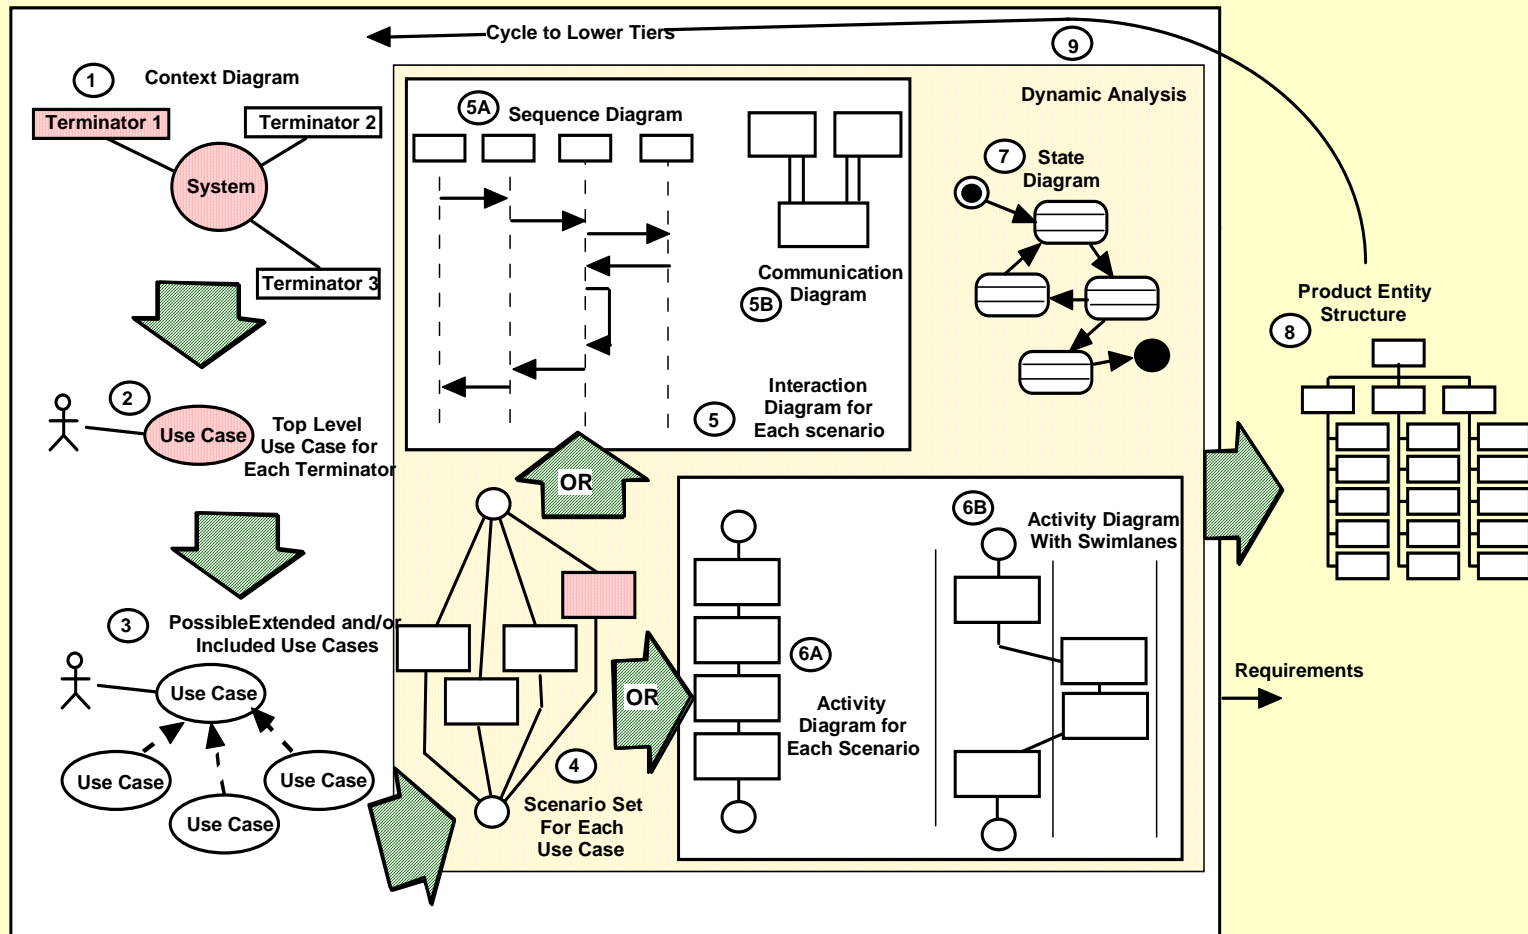 Cycle to Lower Tiers
9
1
Context Diagram
Terminator 1
Terminator 2
System
Terminator 3
2
Use Case
Top Level
Use Case for
Each Terminator
3
PossibleExtended and/or
Included Use Cases
Use Case
Use Case
Use Case
Use Case
5A
Sequence Diagram
Communication
Diagram
5B
Interaction
Diagram for
Each scenario
5
OR
Dynamic Analysis
7
State
Diagram
4
Scenario Set
For Each
Use Case
OR
6A
Activity
Diagram for
Each Scenario
6B
Activity Diagram
With Swimlanes
Product Entity
Structure
8
Requirements